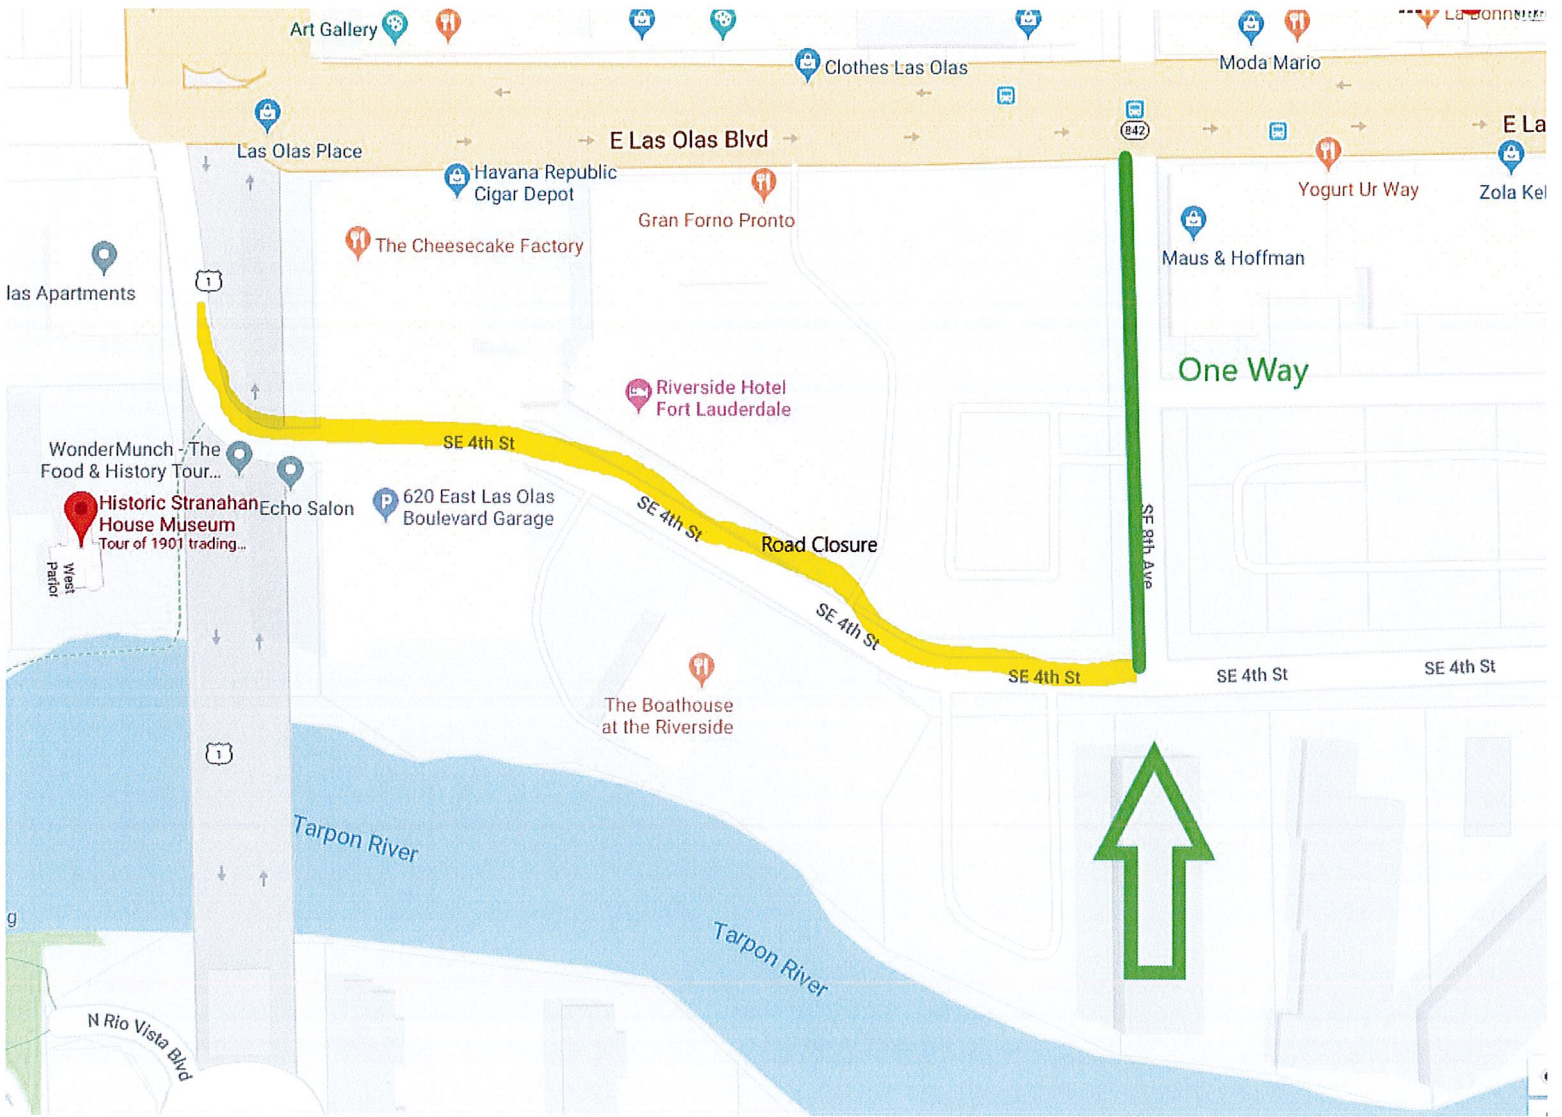 Art Gallery
Clothes Las Olas
Moda Mario
Las Olas Place
E Las Olas Blvd
842
E La
Havana Republic
Cigar Depot
Gran Forno Pronto
Yogurt Ur Way
Zola Kel
The Cheesecake Factory
Maus & Hoffman
las Apartments
1
One Way
Riverside Hotel
Fort Lauderdale
SE 4th St
WonderMunch - The
Food & History Tour...
Historic Stranahan
House Museum
Tour of 1901 trading...
Echo Salon
P
620 East Las Olas
Boulevard Garage
SE 4th St
Road Closure
SE 8th Ave
West
Parlor
SE 4th St
SE 4th St
SE 4th St
SE 4th St
The Boathouse
at the Riverside
1
Tarpon River
g
Tarpon River
N Rio Vista Blvd